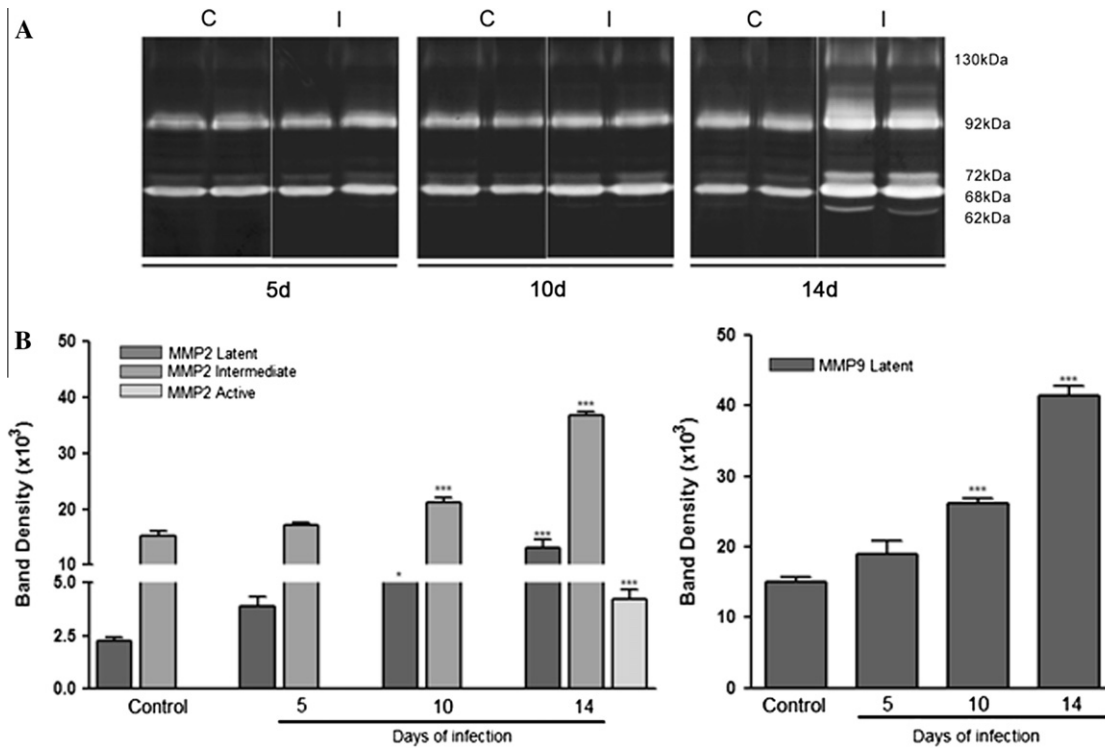 A
C I C I C I
130kDa
92kDa
72kDa
68kDa
62kDa
5d 10d 14d
B
MMP2 Latent
MMP2 Intermediate
MMP2 Active
Band Density (x10³)
50
40
30
20
10
5.0
2.5
0.0
*
***
***
***
***
Control 5 10 14
Days of infection
MMP9 Latent
Band Density (x10³)
50
40
30
20
10
0
***
***
Control 5 10 14
Days of infection